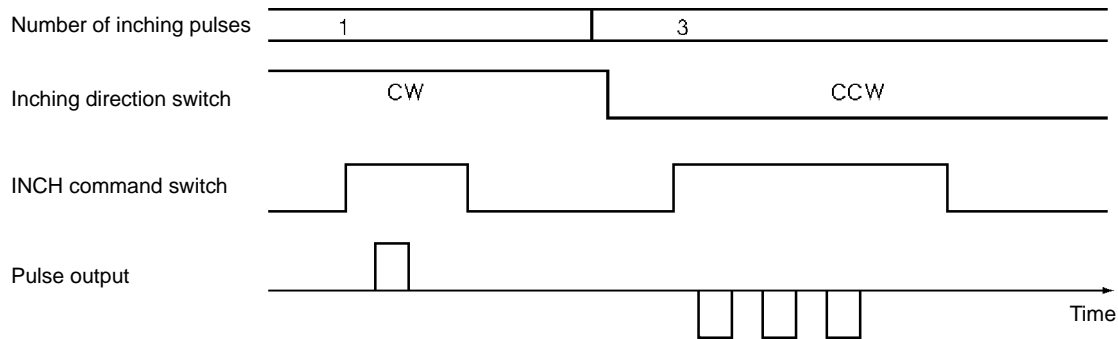 Number of inching pulses 1 3
Inching direction switch CW CCW
INCH command switch
Pulse output
Time